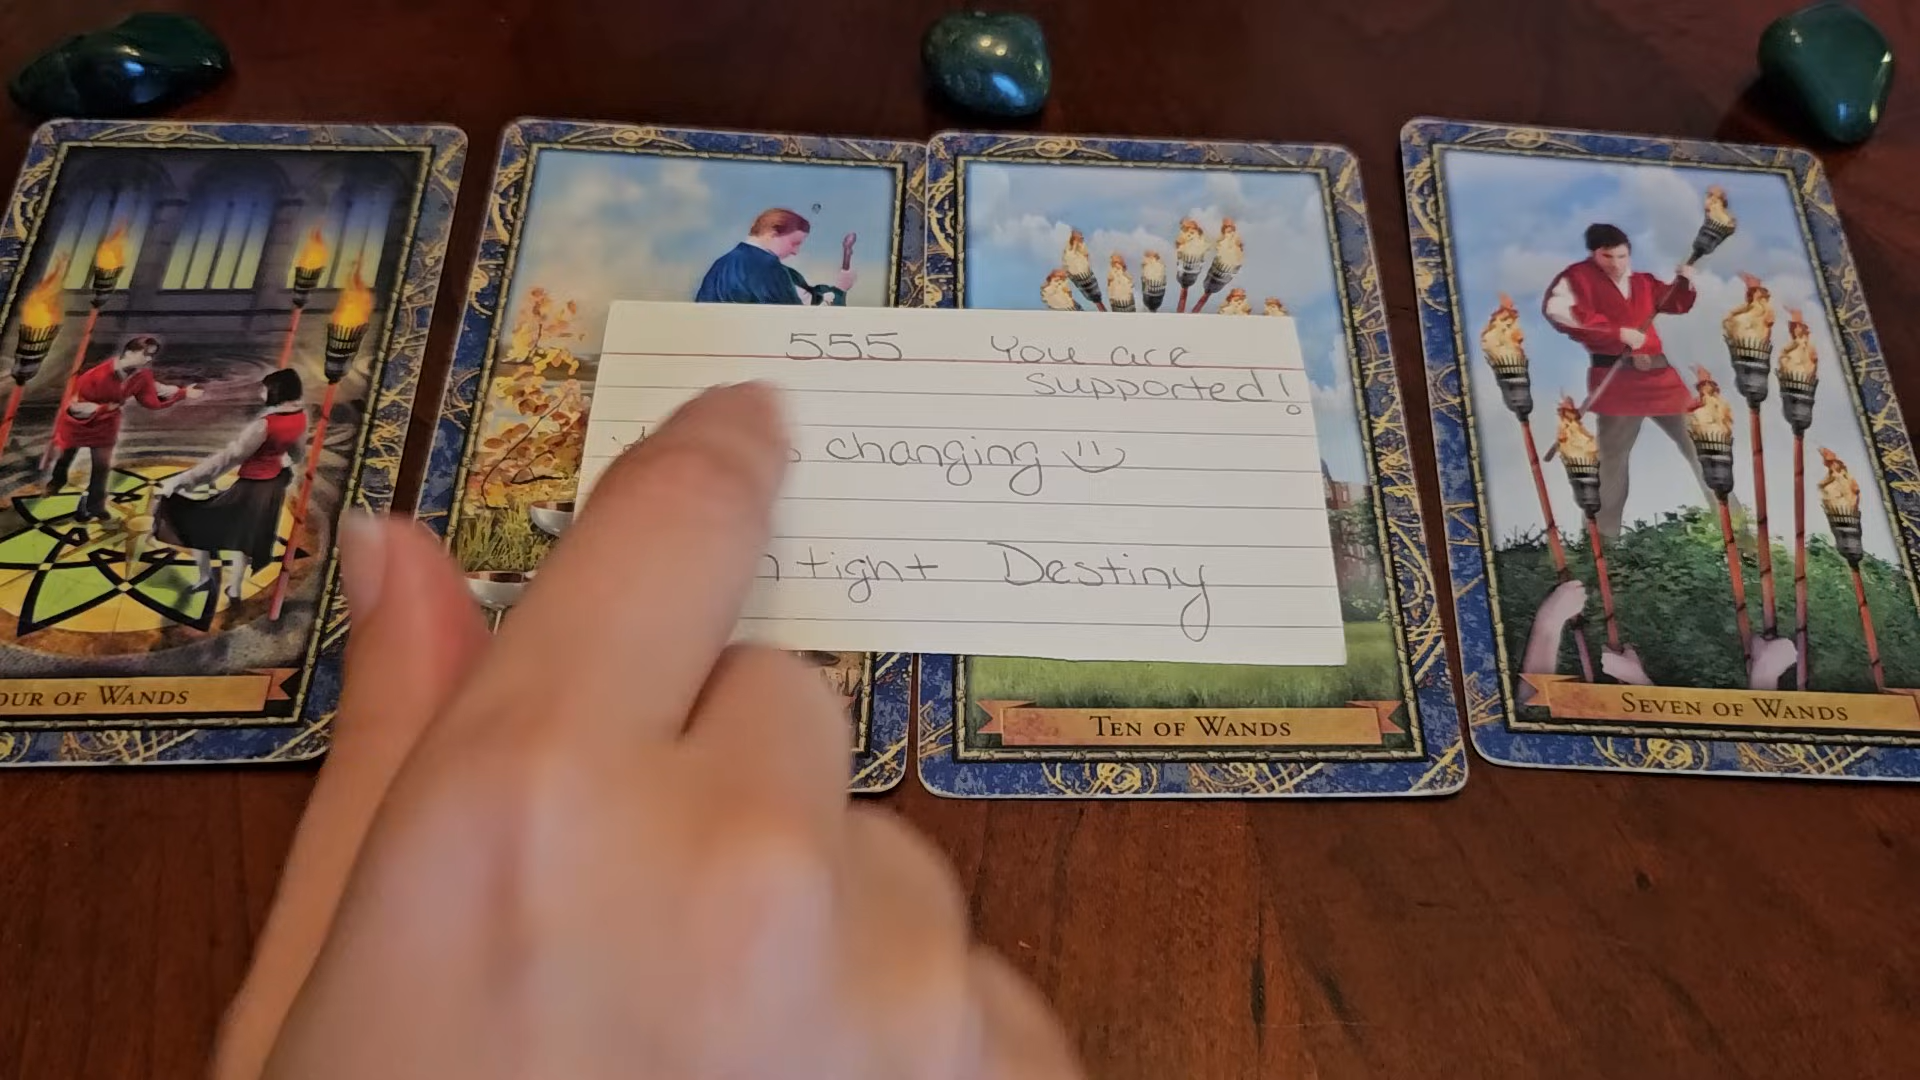 555 You are
supported!
changing
tight Destiny
OUR OF WANDS
TEN OF WANDS
SEVEN OF WANDS